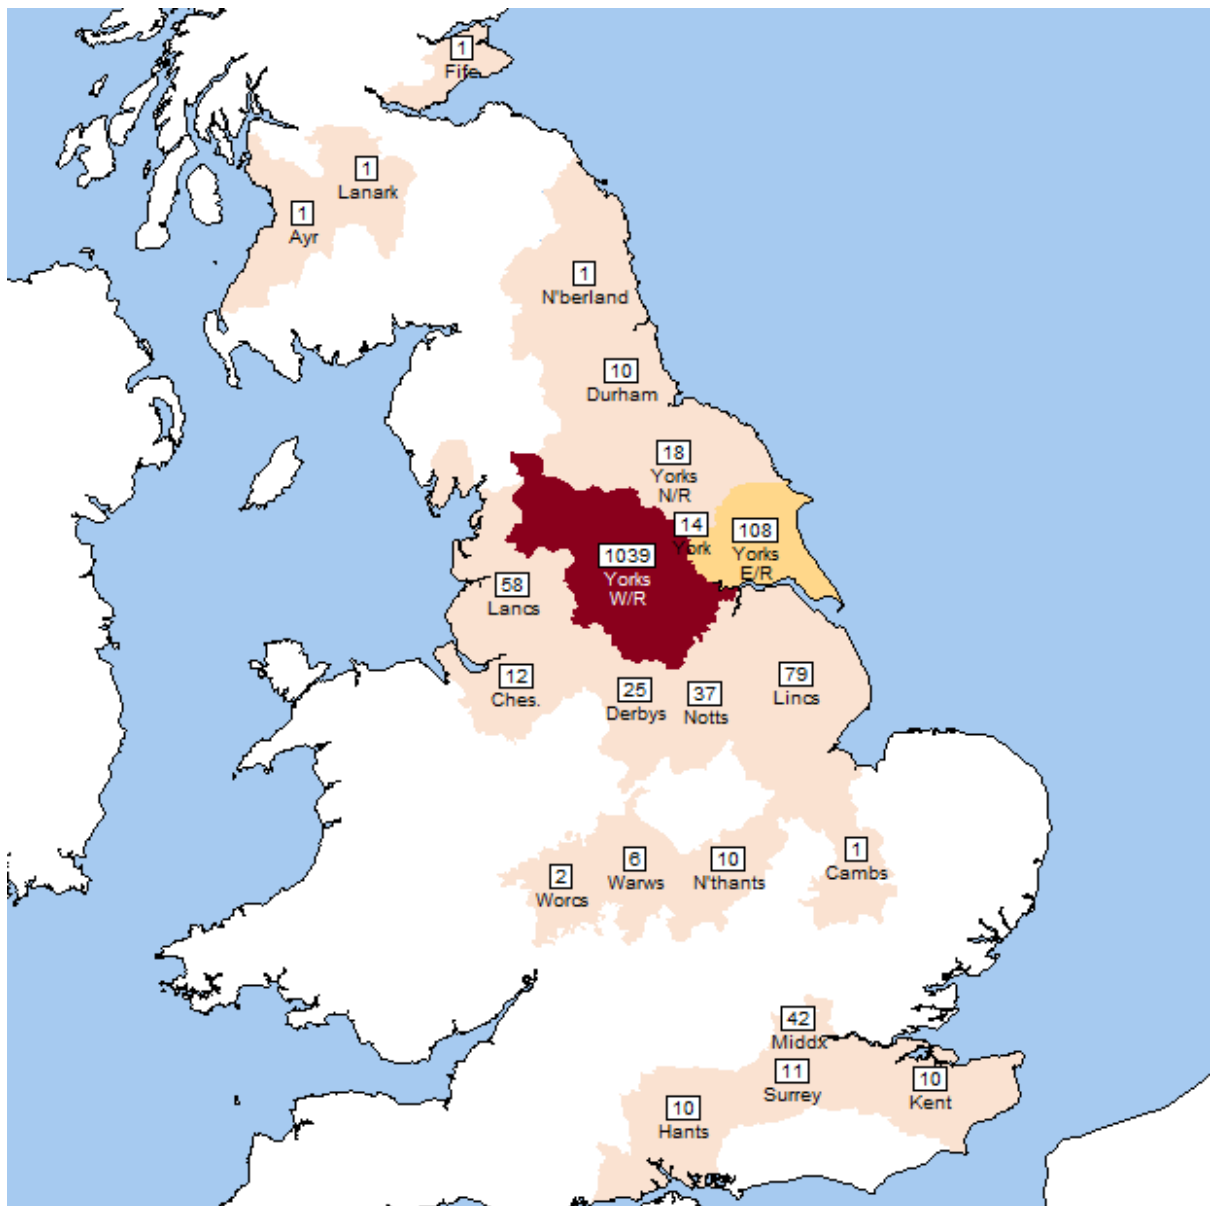 1
Fife
1
Lanark
1
Ayr
1
N'berland
10
Durham
18
Yorks
N/R
14
York
108
Yorks
E/R
1039
Yorks
W/R
58
Lancs
12
Ches.
25
Derbys
37
Notts
79
Lincs
2
Worcs
6
Warws
10
N'thants
1
Cambs
42
Middx
11
Surrey
10
Kent
10
Hants